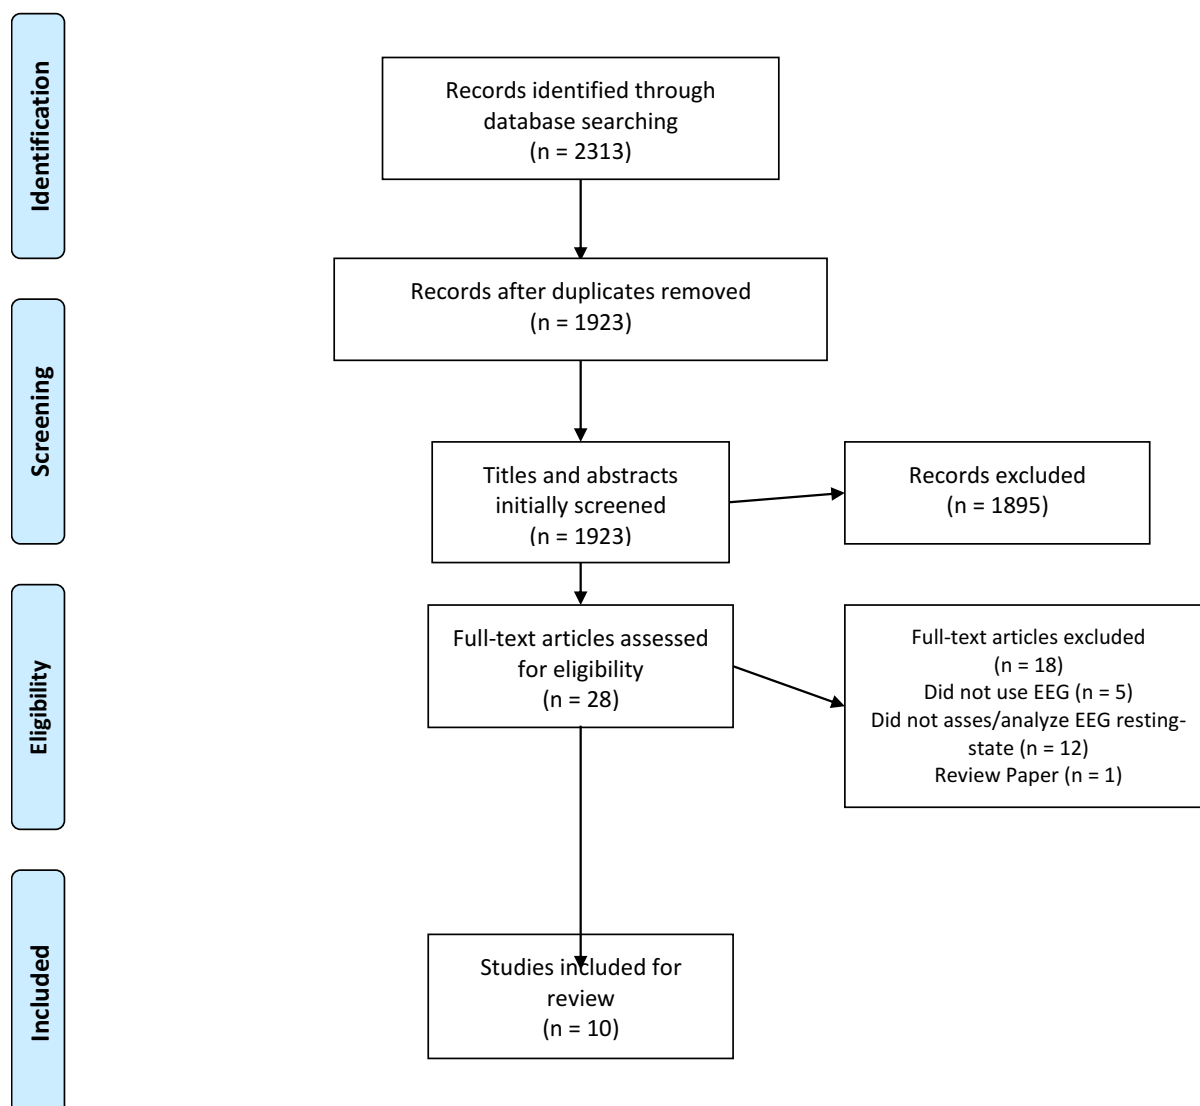 Identification
Records identified through
database searching
(n = 2313)
Records after duplicates removed
(n = 1923)
Screening
Titles and abstracts
initially screened
(n = 1923)
Records excluded
(n = 1895)
Eligibility
Full-text articles assessed
for eligibility
(n = 28)
Full-text articles excluded
(n = 18)
Did not use EEG (n = 5)
Did not asses/analyze EEG resting-
state (n = 12)
Review Paper (n = 1)
Included
Studies included for
review
(n = 10)